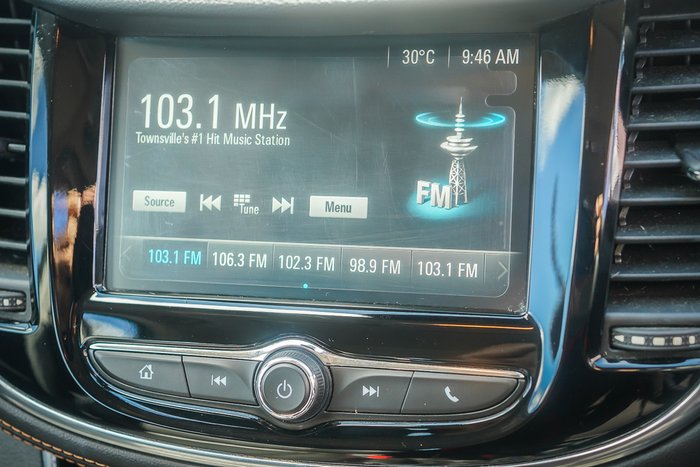 30°C 9:46 AM
103.1 MHz
Townsville's #1 Hit Music Station
FM
Source Tune Menu
103.1 FM 106.3 FM 102.3 FM 98.9 FM 103.1 FM